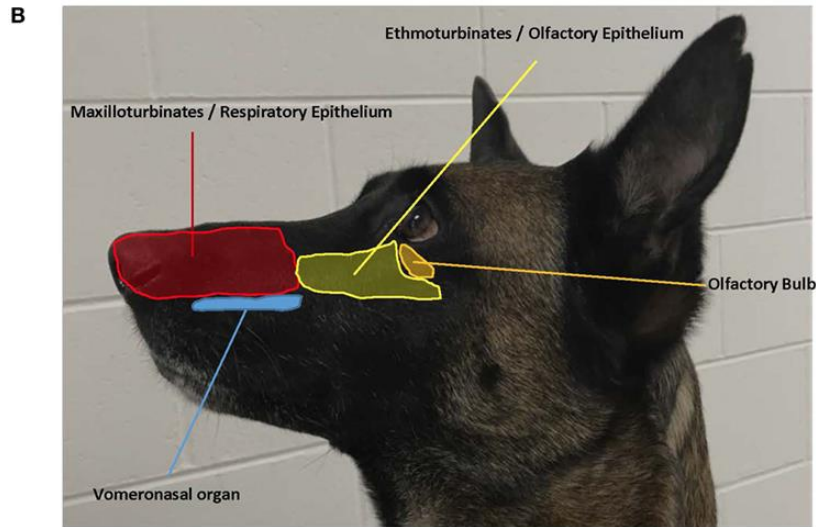 B
Ethmoturbinates / Olfactory Epithelium
Maxilloturbinates / Respiratory Epithelium
Olfactory Bulb
Vomeronasal organ